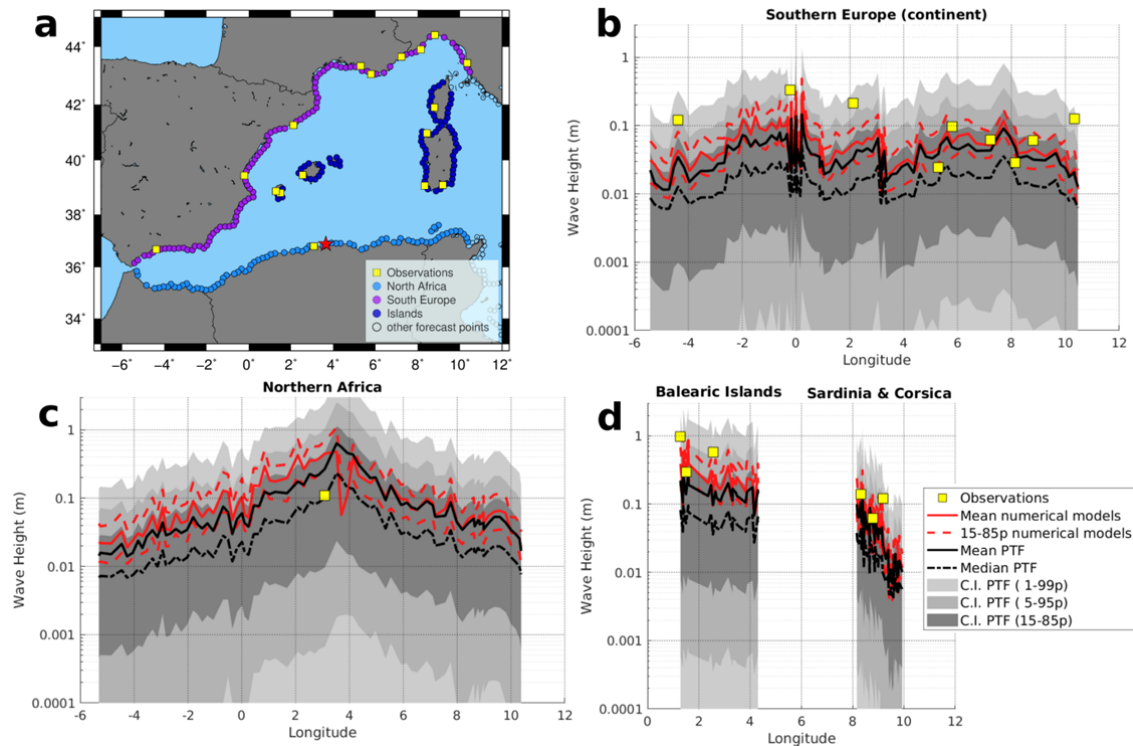 a
44°
42°
40°
38°
36°
34°
−6° −4° −2° 0° 2° 4° 6° 8° 10° 12°
Observations
North Africa
South Europe
Islands
other forecast points
b
Southern Europe (continent)
Wave Height (m)
1
0.1
0.01
0.001
0.0001
-6 -4 -2 0 2 4 6 8 10 12
Longitude
c
Northern Africa
Wave Height (m)
1
0.1
0.01
0.001
0.0001
-6 -4 -2 0 2 4 6 8 10 12
Longitude
d
Balearic Islands Sardinia & Corsica
Wave Height (m)
1
0.1
0.01
0.001
0.0001
0 2 4 6 8 10 12
Longitude
Observations
Mean numerical models
15-85p numerical models
Mean PTF
Median PTF
C.I. PTF ( 1-99p)
C.I. PTF ( 5-95p)
C.I. PTF (15-85p)